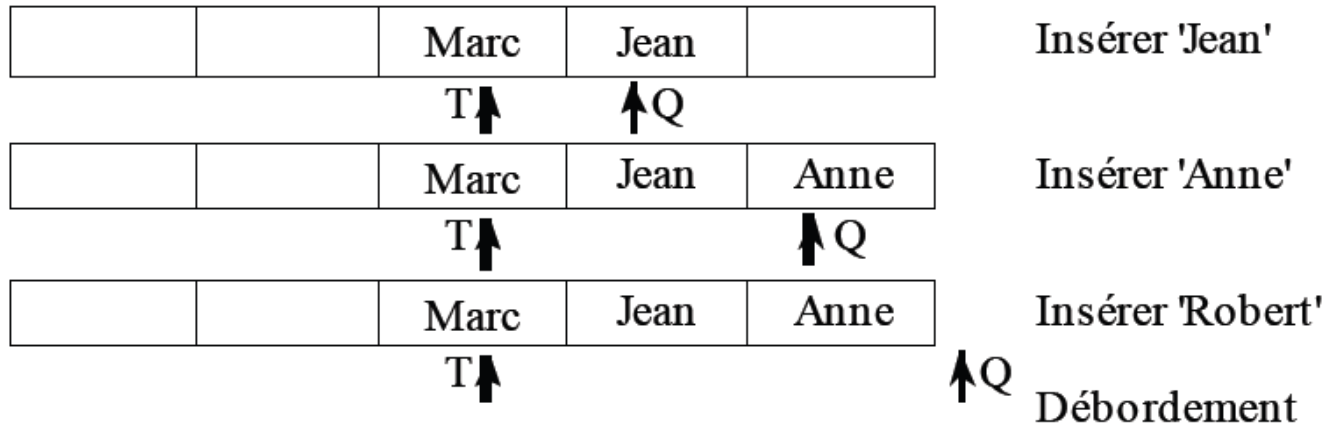 Marc Jean Insérer 'Jean'
T Q
Marc Jean Anne Insérer 'Anne'
T Q
Marc Jean Anne Insérer 'Robert'
T Q
Débordement